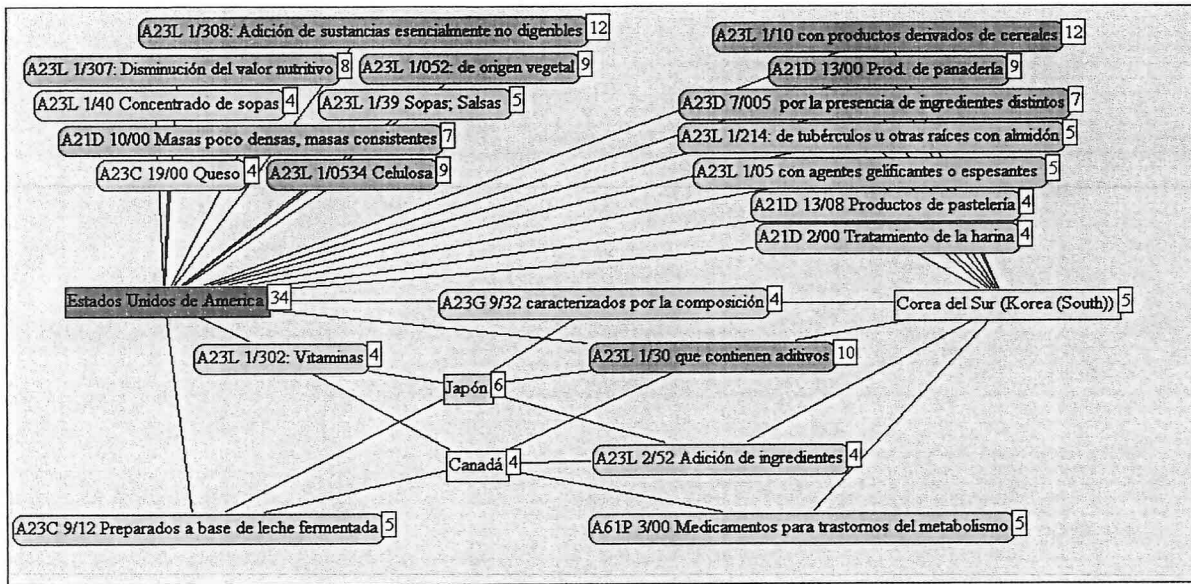 A23L 1/308: Adición de sustancias esencialmente no digeribles 12
A23L 1/10 con productos derivados de cereales 12
A23L 1/307: Disminución del valor nutritivo 8
A23L 1/052: de origen vegetal 9
A21D 13/00 Prod. de panadería 9
A23L 1/40 Concentrado de sopas 4
A23L 1/39 Sopas; Salsas 5
A23D 7/005 por la presencia de ingredientes distintos 7
A21D 10/00 Masas poco densas, masas consistentes 7
A23L 1/214: de tubérculos u otras raíces con almidón 5
A23C 19/00 Queso 4
A23L 1/0534 Celulosa 9
A23L 1/05 con agentes gelificantes o espesantes 5
A21D 13/08 Productos de pastelería 4
A21D 2/00 Tratamiento de la harina 4
Estados Unidos de America 34
A23G 9/32 caracterizados por la composición 4
Corea del Sur (Korea (South)) 5
A23L 1/302: Vitaminas 4
A23L 1/30 que contienen aditivos 10
Japón 6
Canadá 4
A23L 2/52 Adición de ingredientes 4
A23C 9/12 Preparados a base de leche fermentada 5
A61P 3/00 Medicamentos para trastornos del metabolismo 5